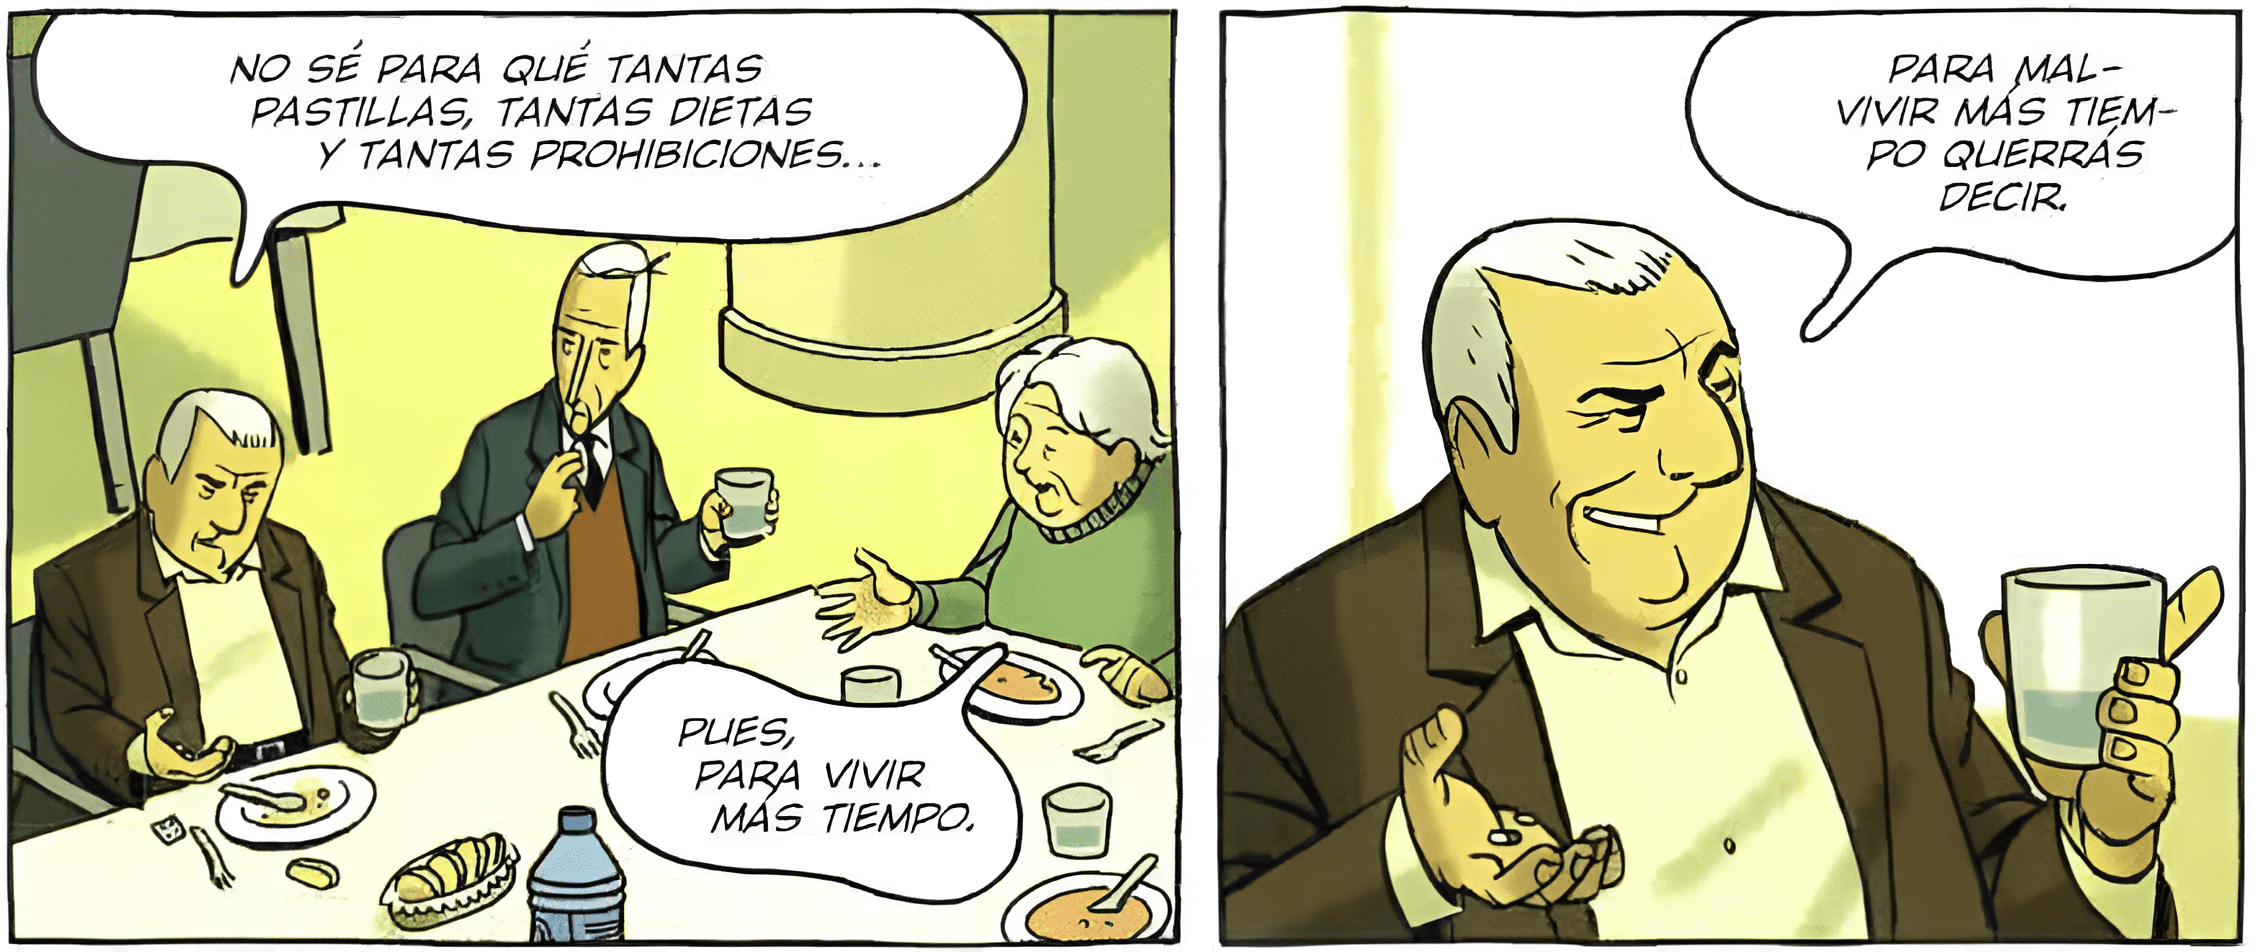 NO SÉ PARA QUÉ TANTAS
PASTILLAS, TANTAS DIETAS
Y TANTAS PROHIBICIONES...
PUES,
PARA VIVIR
MÁS TIEMPO.
PARA MAL-
VIVIR MÁS TIEM-
PO QUERRÁS
DECIR.